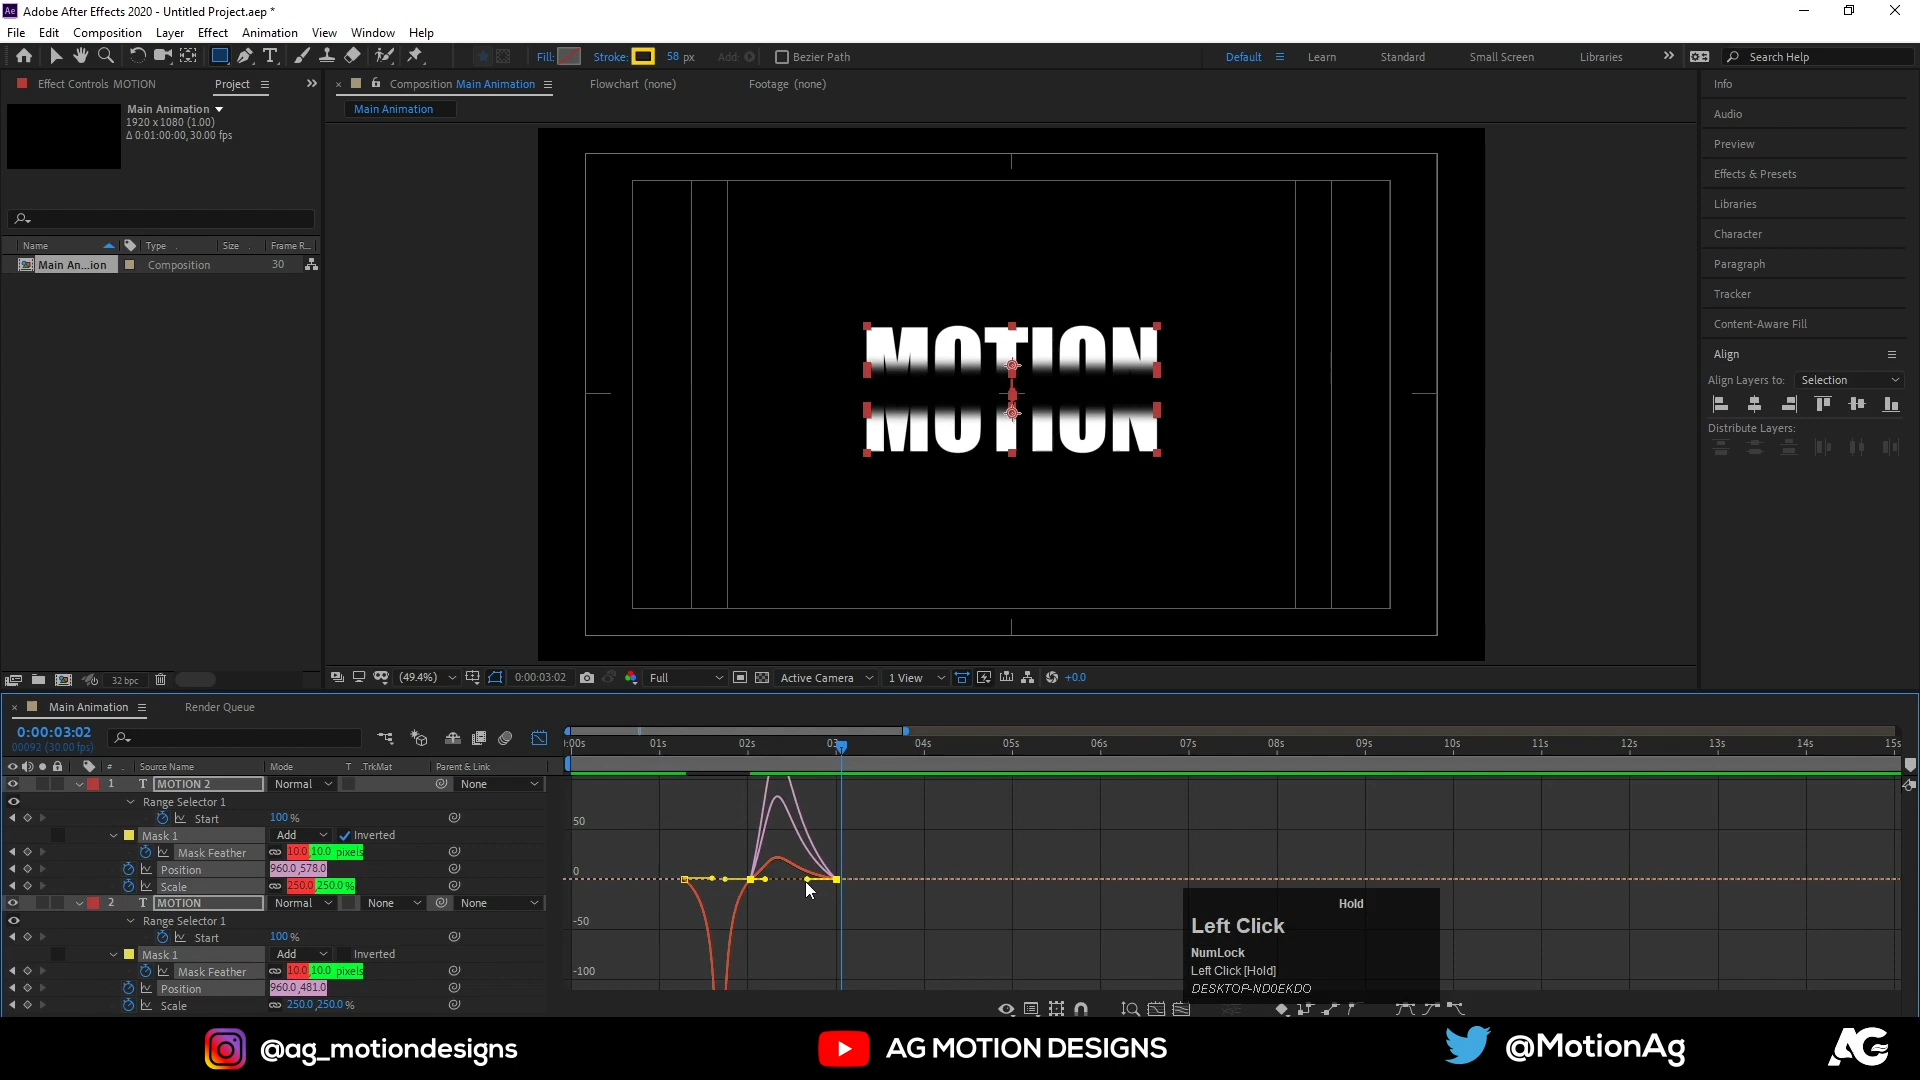 Adobe After Effects 2020 - Untitled Project.aep *
File Edit Composition Layer Effect Animation View Window Help
Fill: Stroke: 58 px Add: Bezier Path Default Learn Standard Small Screen Libraries Search Help
Effect Controls MOTION Project
Composition Main Animation Flowchart (none) Footage (none)
Main Animation
Main Animation
1920 x 1080 (1.00)
Δ 0:01:00:00, 30.00 fps
Name Type Size Frame R...
Main An...ion Composition 30
MOTION
MOTION
Info
Audio
Preview
Effects & Presets
Libraries
Character
Paragraph
Tracker
Content-Aware Fill
Align
Align Layers to: Selection
Distribute Layers:
32 bpc
(49.4%) 0:00:03:02 Full Active Camera 1 View +0.0
Main Animation Render Queue
0:00:03:02
00092 (30.00 fps)
:00s 01s 02s 03s 04s 05s 06s 07s 08s 09s 10s 11s 12s 13s 14s 15s
# Source Name Mode T .TrkMat Parent & Link
1 T MOTION 2 Normal None
Range Selector 1
Start 100 %
Mask 1 Add Inverted
Mask Feather 10.0, 10.0 pixels
Position 960.0, 578.0
Scale 250.0, 250.0 %
2 T MOTION Normal None None
Range Selector 1
Start 100 %
Mask 1 Add Inverted
Mask Feather 10.0, 10.0 pixels
Position 960.0, 481.0
Scale 250.0, 250.0 %
50
0
-50
-100
Hold
Left Click
NumLock
Left Click [Hold]
DESKTOP-ND0EKDO
@ag_motiondesigns
AG MOTION DESIGNS
@MotionAg
AG